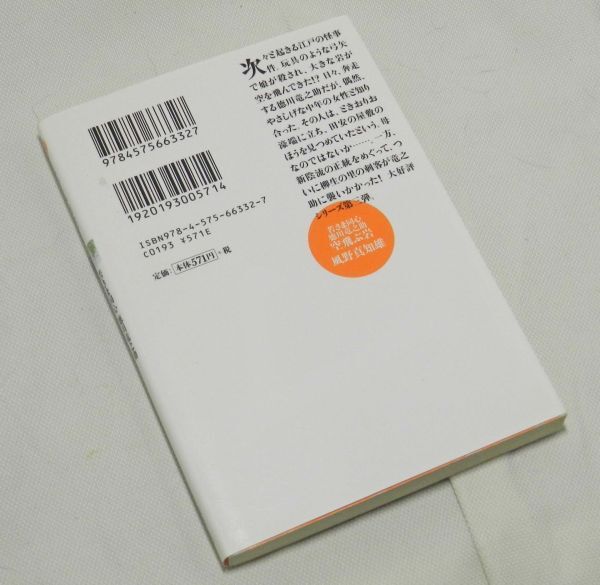 次々と起きる江戸の怪事
件。玩具のような弓矢
で娘が殺され、大きな岩が
空を飛んできた!? 日々、奔走
する徳川竜之助だが、偶然、
やさしげな中年の女性と知り
合った。その人は、ときおりお
濠端に立ち、田安の屋敷の
ほうを見つめていたという。母
なのではないか……。一方、
新陰流の正統をめぐって、つ
いに柳生の里の刺客が竜之
助に襲いかかった! 大好評
シリーズ第三弾。
若さま同心
徳川竜之助
空飛ぶ岩
風野真知雄
9784575663327
1920193005714
ISBN978-4-575-66332-7
C0193 ¥571E
定価:本体571円+税